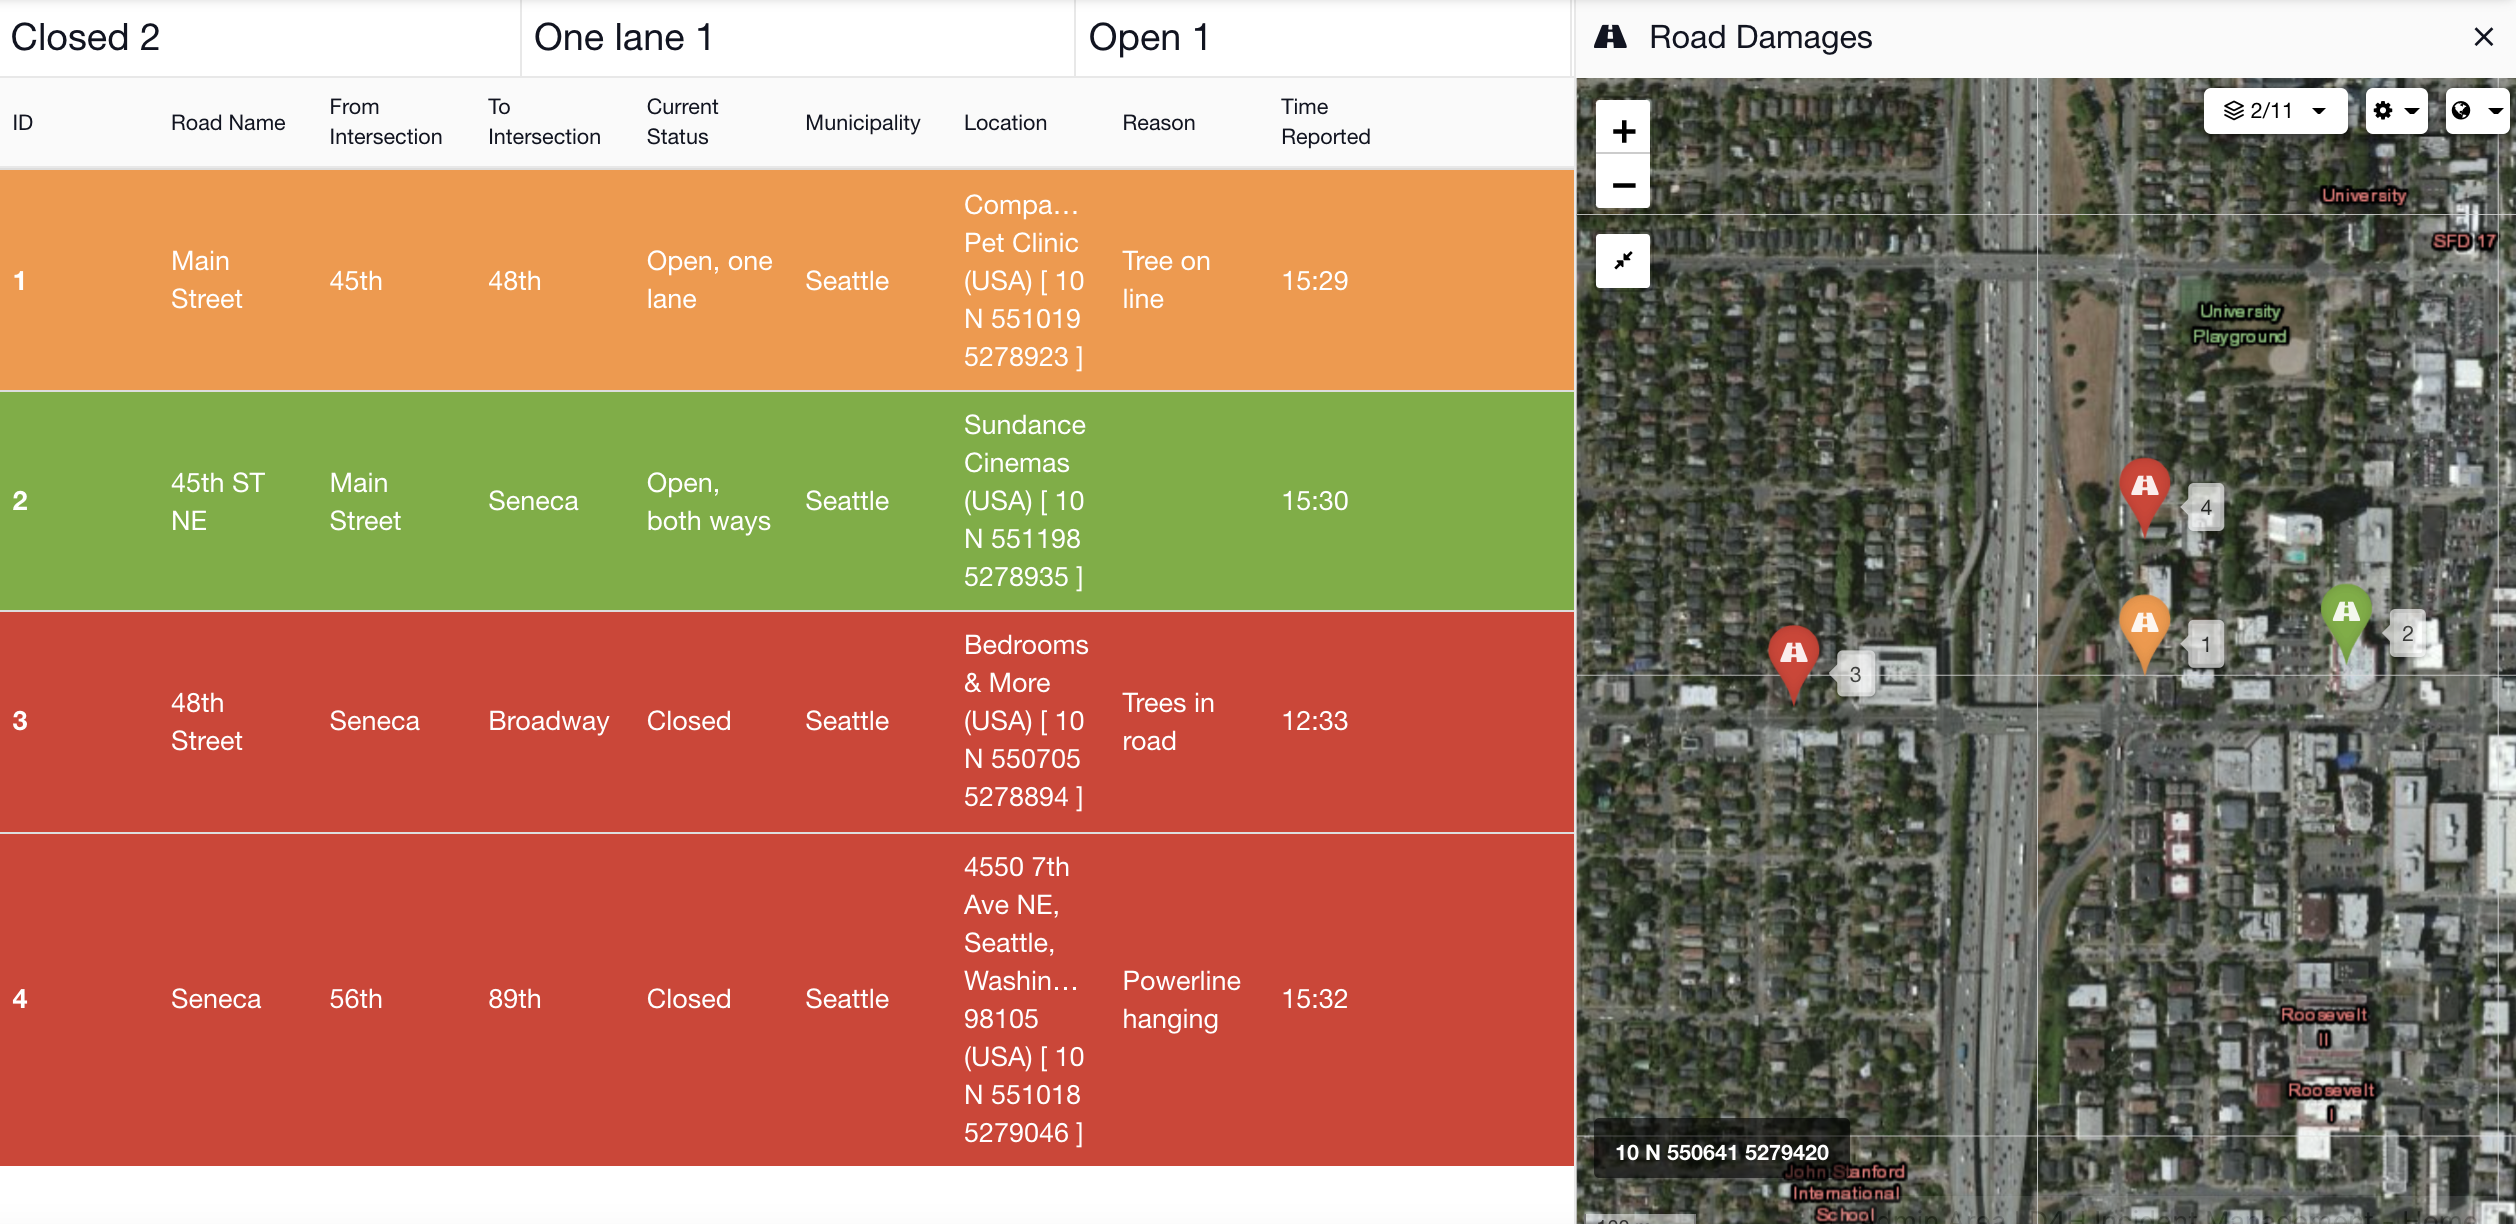 Closed 2
One lane 1
Open 1
Road Damages
ID
Road Name
From
Intersection
To
Intersection
Current
Status
Municipality
Location
Reason
Time
Reported
1
Main
Street
45th
48th
Open, one
lane
Seattle
Compa...
Pet Clinic
(USA) [ 10
N 551019
5278923 ]
Tree on
line
15:29
2
45th ST
NE
Main
Street
Seneca
Open,
both ways
Seattle
Sundance
Cinemas
(USA) [ 10
N 551198
5278935 ]
15:30
3
48th
Street
Seneca
Broadway
Closed
Seattle
Bedrooms
& More
(USA) [ 10
N 550705
5278894 ]
Trees in
road
12:33
4
Seneca
56th
89th
Closed
Seattle
4550 7th
Ave NE,
Seattle,
Washin...
98105
(USA) [ 10
N 551018
5279046 ]
Powerline
hanging
15:32
2/11
University
SFD 17
University
Playground
4
1
2
3
Roosevelt
II
Roosevelt
I
10 N 550641 5279420
John Stanford
International
School